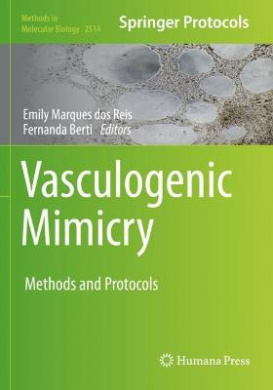 Methods in
Molecular Biology 2514
Springer Protocols
Emily Marques dos Reis
Fernanda Berti Editors
Vasculogenic
Mimicry
Methods and Protocols
Humana Press